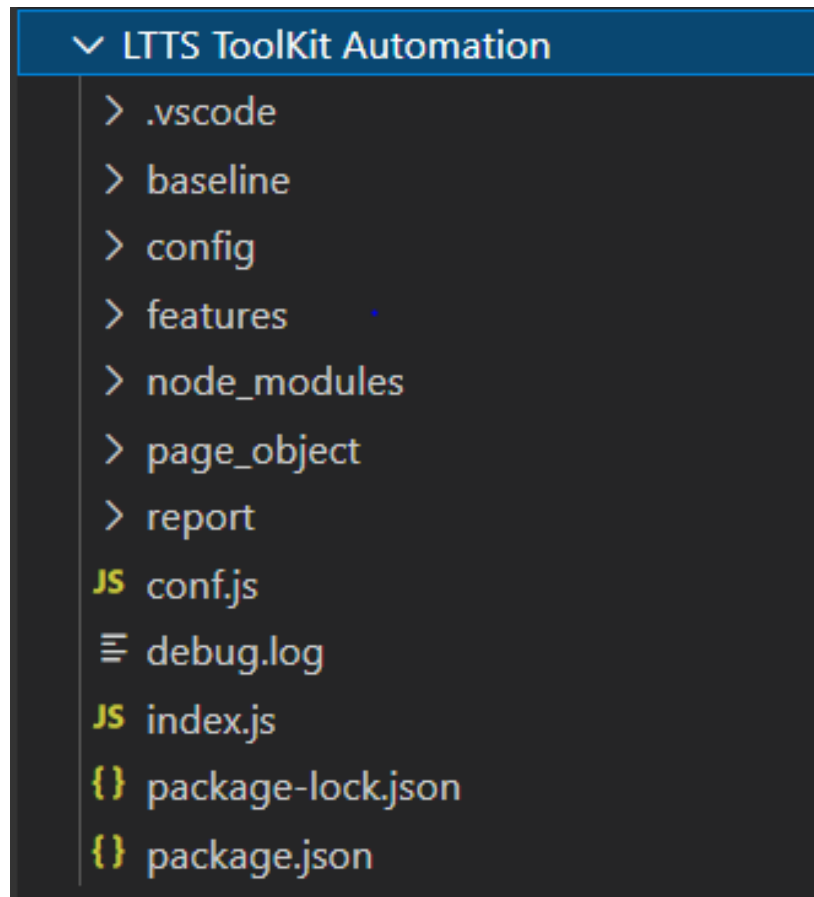 LTTS ToolKit Automation
.vscode
baseline
config
features
node_modules
page_object
report
JS conf.js
debug.log
JS index.js
{} package-lock.json
{} package.json